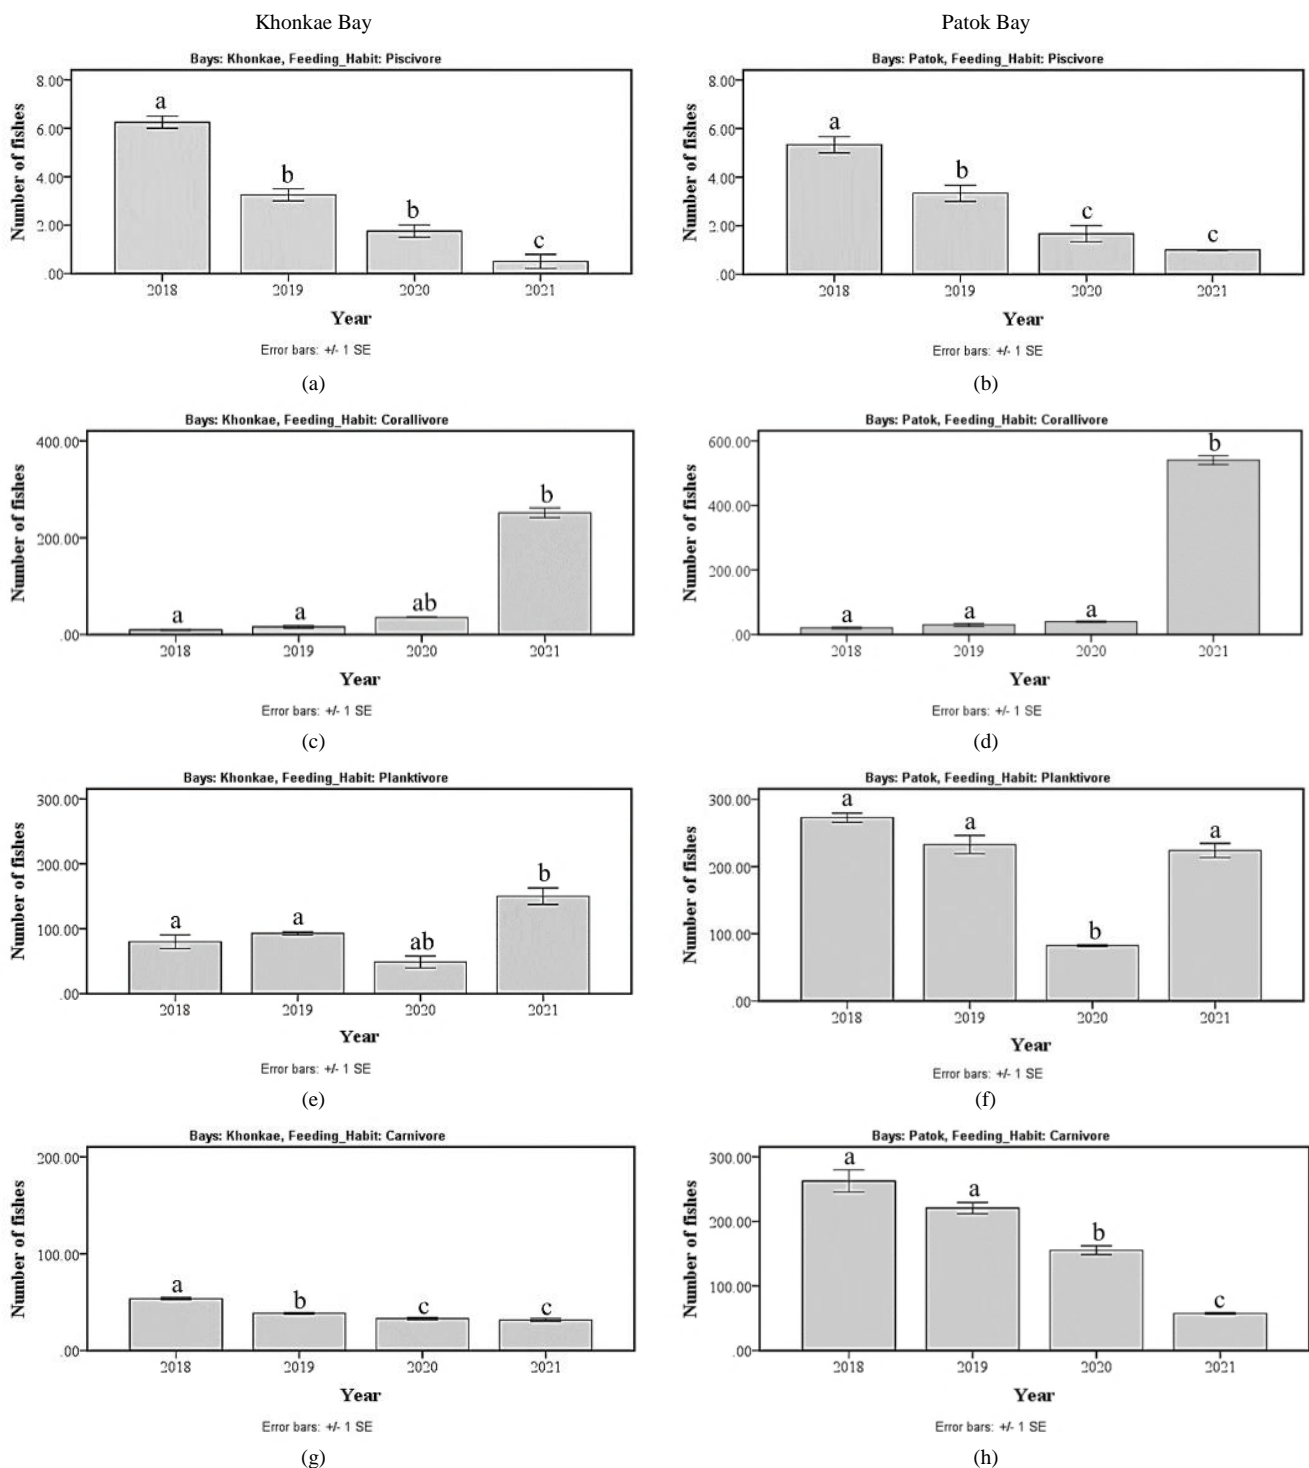 Khonkae Bay
Patok Bay
Bays: Khonkae, Feeding_Habit: Piscivore
8.00
6.00
4.00
2.00
.00
Number of fishes
a
b
b
c
2018 2019 2020 2021
Year
Error bars: +/- 1 SE
(a)
Bays: Patok, Feeding_Habit: Piscivore
8.00
6.00
4.00
2.00
.00
Number of fishes
a
b
c
c
2018 2019 2020 2021
Year
Error bars: +/- 1 SE
(b)
Bays: Khonkae, Feeding_Habit: Corallivore
400.00
200.00
.00
Number of fishes
a
a
ab
b
2018 2019 2020 2021
Year
Error bars: +/- 1 SE
(c)
Bays: Patok, Feeding_Habit: Corallivore
600.00
400.00
200.00
.00
Number of fishes
a
a
a
b
2018 2019 2020 2021
Year
Error bars: +/- 1 SE
(d)
Bays: Khonkae, Feeding_Habit: Planktivore
300.00
200.00
100.00
.00
Number of fishes
a
a
ab
b
2018 2019 2020 2021
Year
Error bars: +/- 1 SE
(e)
Bays: Patok, Feeding_Habit: Planktivore
300.00
200.00
100.00
.00
Number of fishes
a
a
b
a
2018 2019 2020 2021
Year
Error bars: +/- 1 SE
(f)
Bays: Khonkae, Feeding_Habit: Carnivore
200.00
100.00
.00
Number of fishes
a
b
c
c
2018 2019 2020 2021
Year
Error bars: +/- 1 SE
(g)
Bays: Patok, Feeding_Habit: Carnivore
300.00
200.00
100.00
.00
Number of fishes
a
a
b
c
2018 2019 2020 2021
Year
Error bars: +/- 1 SE
(h)